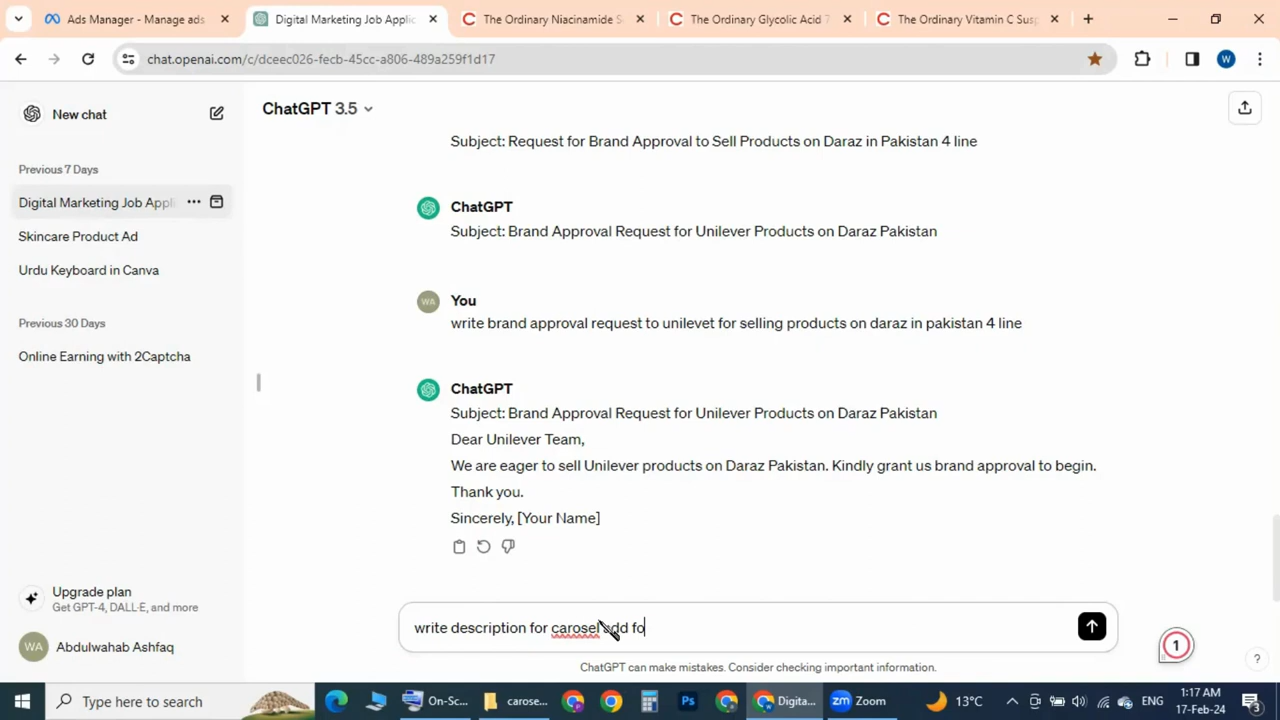 Ads Manager - Manage ads
Digital Marketing Job Applic
The Ordinary Niacinamide S
The Ordinary Glycolic Acid 7
The Ordinary Vitamin C Sus
chat.openai.com/c/dceec026-fecb-45cc-a806-489a259f1d17
W
New chat
ChatGPT 3.5
Previous 7 Days
Digital Marketing Job Appli
Skincare Product Ad
Urdu Keyboard in Canva
Previous 30 Days
Online Earning with 2Captcha
Subject: Request for Brand Approval to Sell Products on Daraz in Pakistan 4 line
ChatGPT
Subject: Brand Approval Request for Unilever Products on Daraz Pakistan
WA
You
write brand approval request to unilevet for selling products on daraz in pakistan 4 line
ChatGPT
Subject: Brand Approval Request for Unilever Products on Daraz Pakistan
Dear Unilever Team,
We are eager to sell Unilever products on Daraz Pakistan. Kindly grant us brand approval to begin.
Thank you.
Sincerely, [Your Name]
Upgrade plan
Get GPT-4, DALL·E, and more
WA
Abdulwahab Ashfaq
write description for carosel add fo
1
?
ChatGPT can make mistakes. Consider checking important information.
Type here to search
On-Sc...
carose...
Ps
Digita...
zm
Zoom
13°C
ENG
1:17 AM
17-Feb-24
3